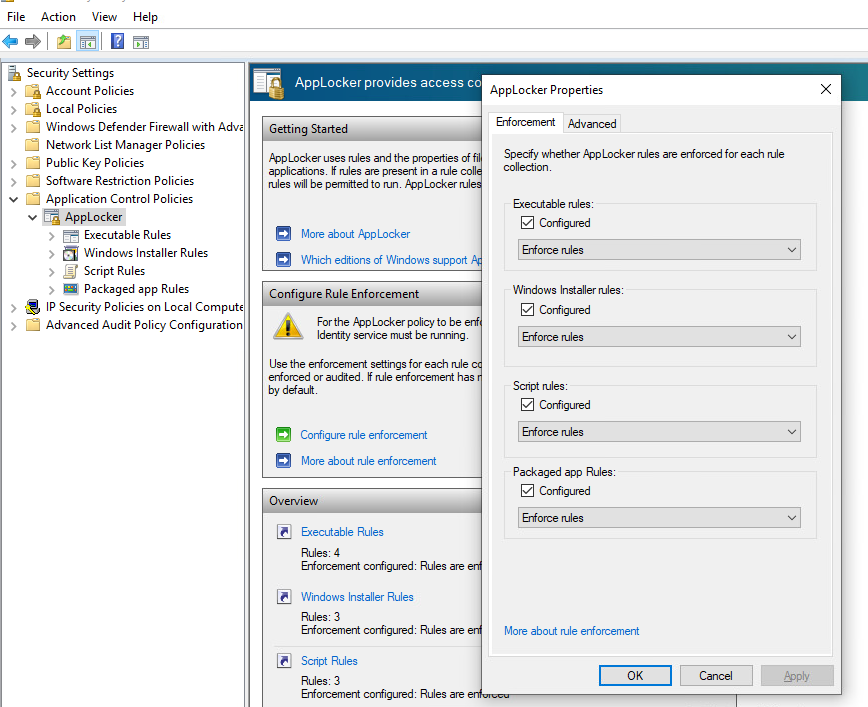 File Action View Help
Security Settings
Account Policies
Local Policies
Windows Defender Firewall with Adva
Network List Manager Policies
Public Key Policies
Software Restriction Policies
Application Control Policies
AppLocker
Executable Rules
Windows Installer Rules
Script Rules
Packaged app Rules
IP Security Policies on Local Compute
Advanced Audit Policy Configuration
AppLocker provides access co
Getting Started
AppLocker uses rules and the properties of fil
applications. If rules are present in a rule colle
rules will be permitted to run. AppLocker rules
More about AppLocker
Which editions of Windows support Ap
Configure Rule Enforcement
For the AppLocker policy to be enfo
Identity service must be running.
Use the enforcement settings for each rule co
enforced or audited. If rule enforcement has n
by default.
Configure rule enforcement
More about rule enforcement
Overview
Executable Rules
Rules: 4
Enforcement configured: Rules are enf
Windows Installer Rules
Rules: 3
Enforcement configured: Rules are enf
Script Rules
Rules: 3
Enforcement configured: Rules are enforced
AppLocker Properties
Enforcement Advanced
Specify whether AppLocker rules are enforced for each rule
collection.
Executable rules:
Configured
Enforce rules
Windows Installer rules:
Configured
Enforce rules
Script rules:
Configured
Enforce rules
Packaged app Rules:
Configured
Enforce rules
More about rule enforcement
OK Cancel Apply